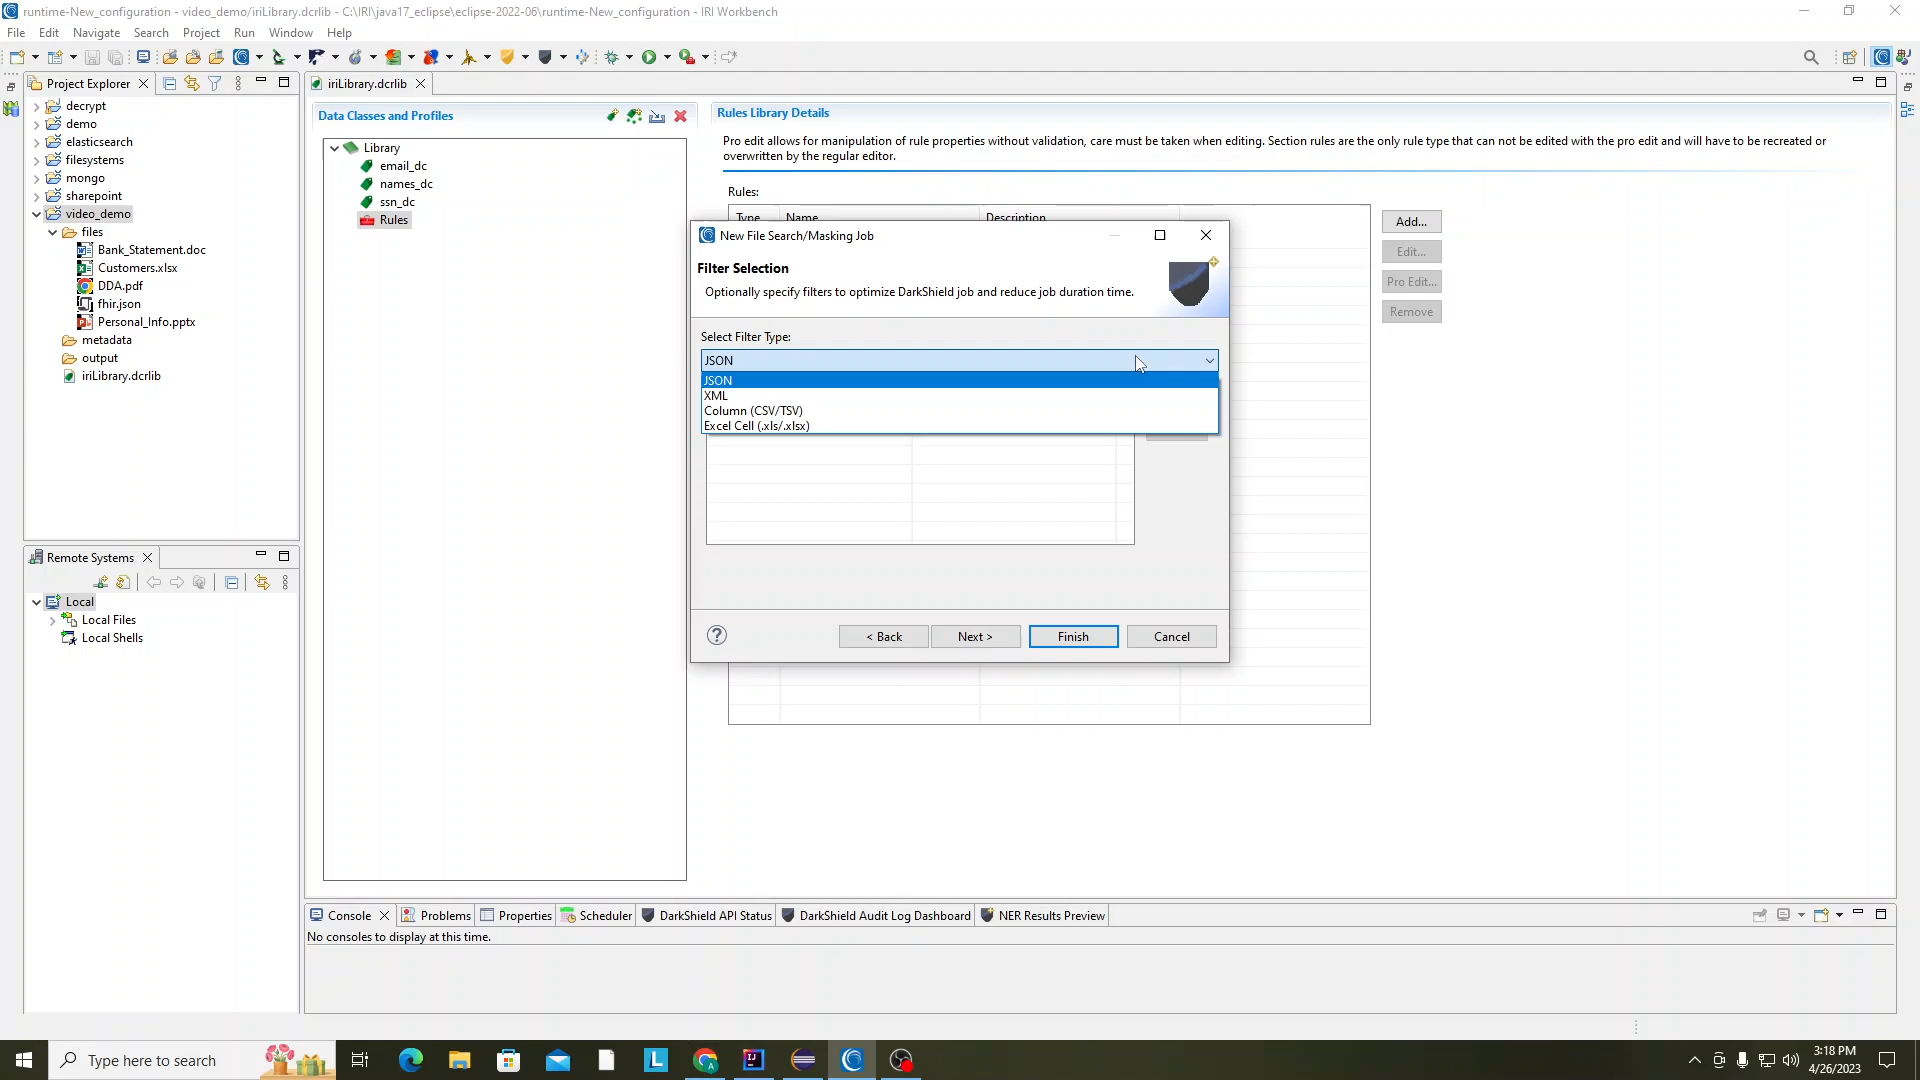 runtime-New_configuration - video_demo/iriLibrary.dcrlib - C:\IRI\java17_eclipse\eclipse-2022-06\runtime-New_configuration - IRI Workbench
File Edit Navigate Search Project Run Window Help
Project Explorer
decrypt
demo
elasticsearch
filesystems
mongo
sharepoint
video_demo
files
Bank_Statement.doc
Customers.xlsx
DDA.pdf
fhir.json
Personal_Info.pptx
metadata
output
iriLibrary.dcrlib
Remote Systems
Local
Local Files
Local Shells
iriLibrary.dcrlib
Data Classes and Profiles
Library
email_dc
names_dc
ssn_dc
Rules
Rules Library Details
Pro edit allows for manipulation of rule properties without validation, care must be taken when editing. Section rules are the only rule type that can not be edited with the pro edit and will have to be recreated or
overwritten by the regular editor.
Rules:
Type Name Description
Add...
Edit...
Pro Edit...
Remove
New File Search/Masking Job
Filter Selection
Optionally specify filters to optimize DarkShield job and reduce job duration time.
Select Filter Type:
JSON
JSON
XML
Column (CSV/TSV)
Excel Cell (.xls/.xlsx)
< Back Next > Finish Cancel
Console Problems Properties Scheduler DarkShield API Status DarkShield Audit Log Dashboard NER Results Preview
No consoles to display at this time.
Type here to search
3:18 PM
4/26/2023